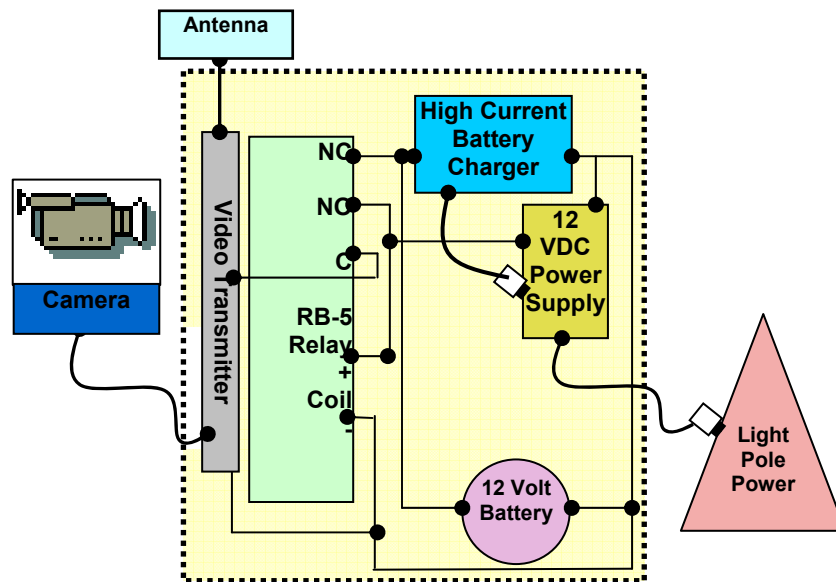 Antenna
High Current
Battery
Charger
NC
NO
C
RB-5
Relay
+
Coil
-
Video Transmitter
Camera
12
VDC
Power
Supply
12 Volt
Battery
Light
Pole
Power